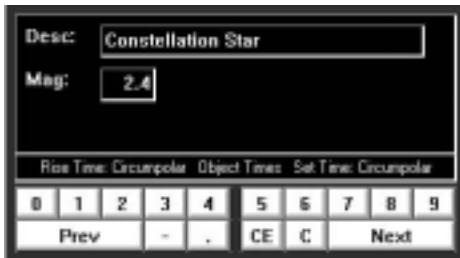 Desc: Constellation Star
Mag: 2.4
Rise Time: Circumpolar Object Times Set Time: Circumpolar
0 1 2 3 4 5 6 7 8 9
Prev - . CE C Next